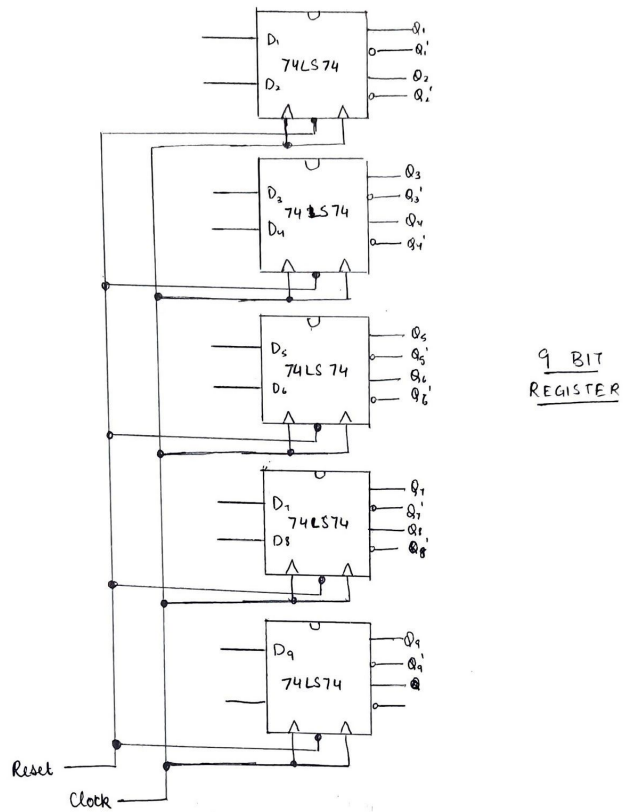 Q1
D1
Q1'
74LS74
Q2
D2
Q2'
Q3
D3
Q3'
74LS74
Q4
D4
Q4'
Q5
D5
Q5'
74LS74
Q6
D6
Q6'
9 BIT
REGISTER
Q7
D7
Q7'
74LS74
Q8
D8
Q8'
Q9
D9
Q9'
74LS74
Q
Reset
Clock